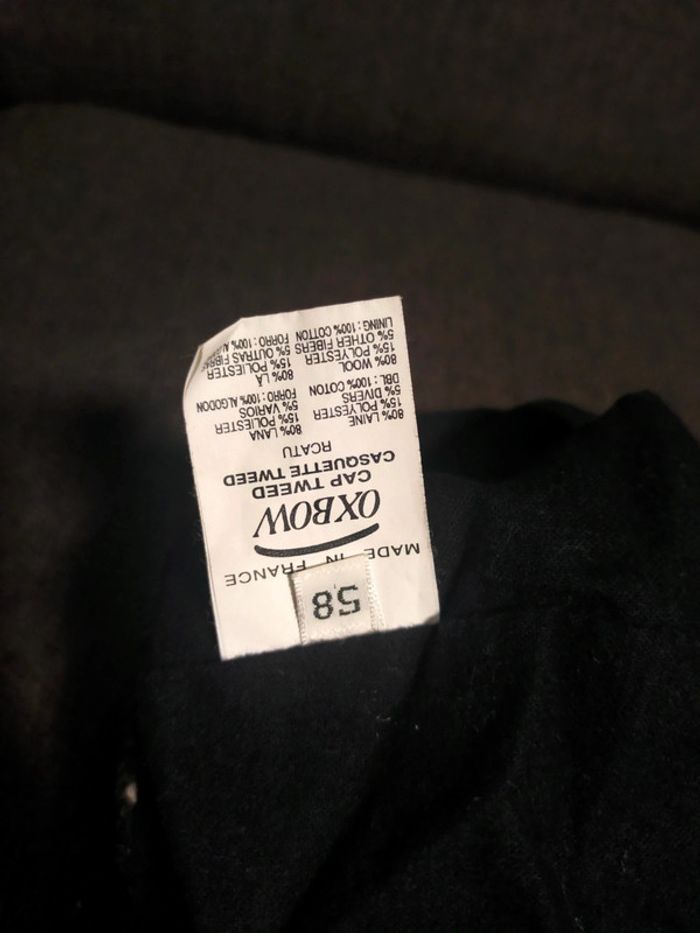 58
MADE IN FRANCE
OXBOW
CAP TWEED
CASQUETTE TWEED
RCATU
80% LAINE
15% POLYESTER
5% DIVERS
DBL : 100% COTON
80% LANA
15% POLIESTER
5% VARIOS
FORRO : 100% ALGODON
80% WOOL
15% POLYESTER
5% OTHER FIBERS
LINING : 100% COTTON
80% LÃ
15% POLIESTER
5% OUTRAS FIBRAS
FORRO : 100%